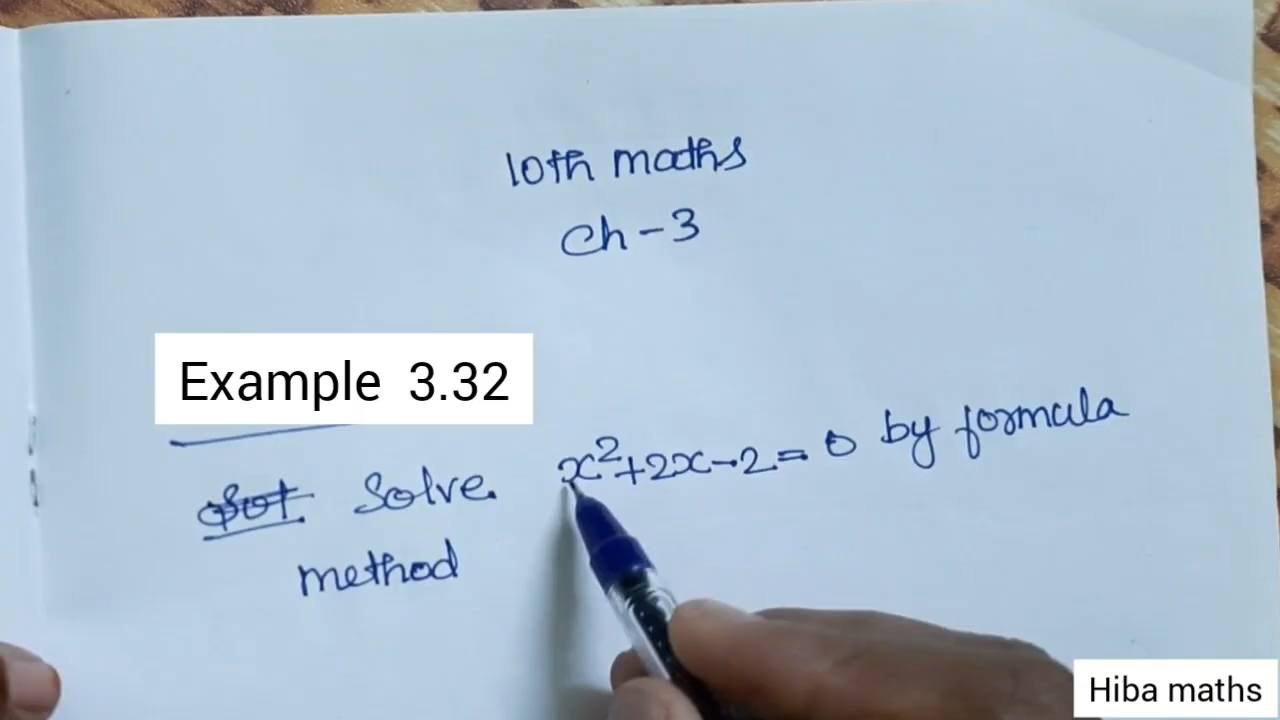 10th maths
Ch - 3
Example 3.32
Sol Solve x²+2x-2=0 by formula
method
Hiba maths